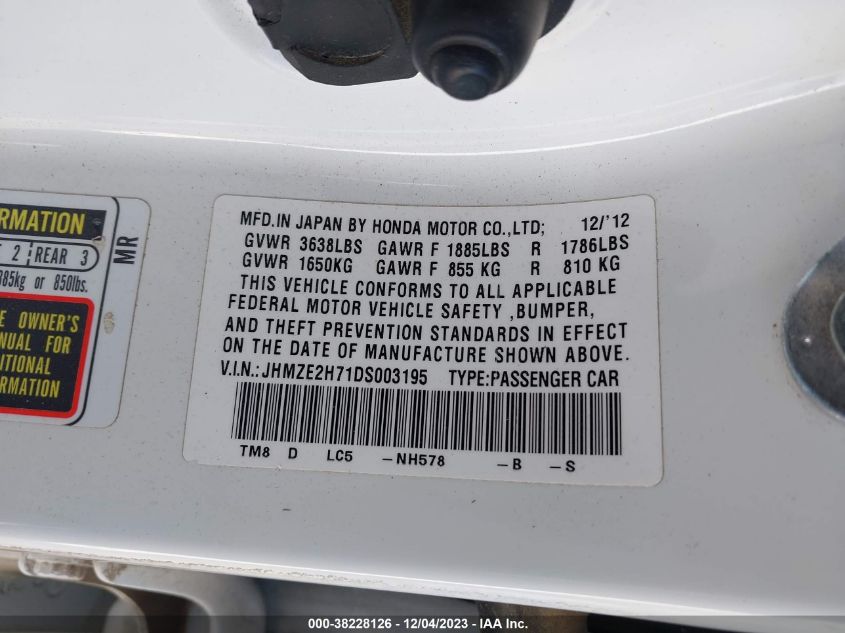 RMATION
2 REAR 3
385kg or 850lbs.
E OWNER'S
NUAL FOR
ITIONAL
RMATION
MR
MFD.IN JAPAN BY HONDA MOTOR CO.,LTD; 12/'12
GVWR 3638LBS GAWR F 1885LBS R 1786LBS
GVWR 1650KG GAWR F 855 KG R 810 KG
THIS VEHICLE CONFORMS TO ALL APPLICABLE
FEDERAL MOTOR VEHICLE SAFETY ,BUMPER,
AND THEFT PREVENTION STANDARDS IN EFFECT
ON THE DATE OF MANUFACTURE SHOWN ABOVE.
V.I.N.:JHMZE2H71DS003195 TYPE:PASSENGER CAR
TM8 D LC5 -NH578 -B -S
000-38228126 - 12/04/2023 - IAA Inc.